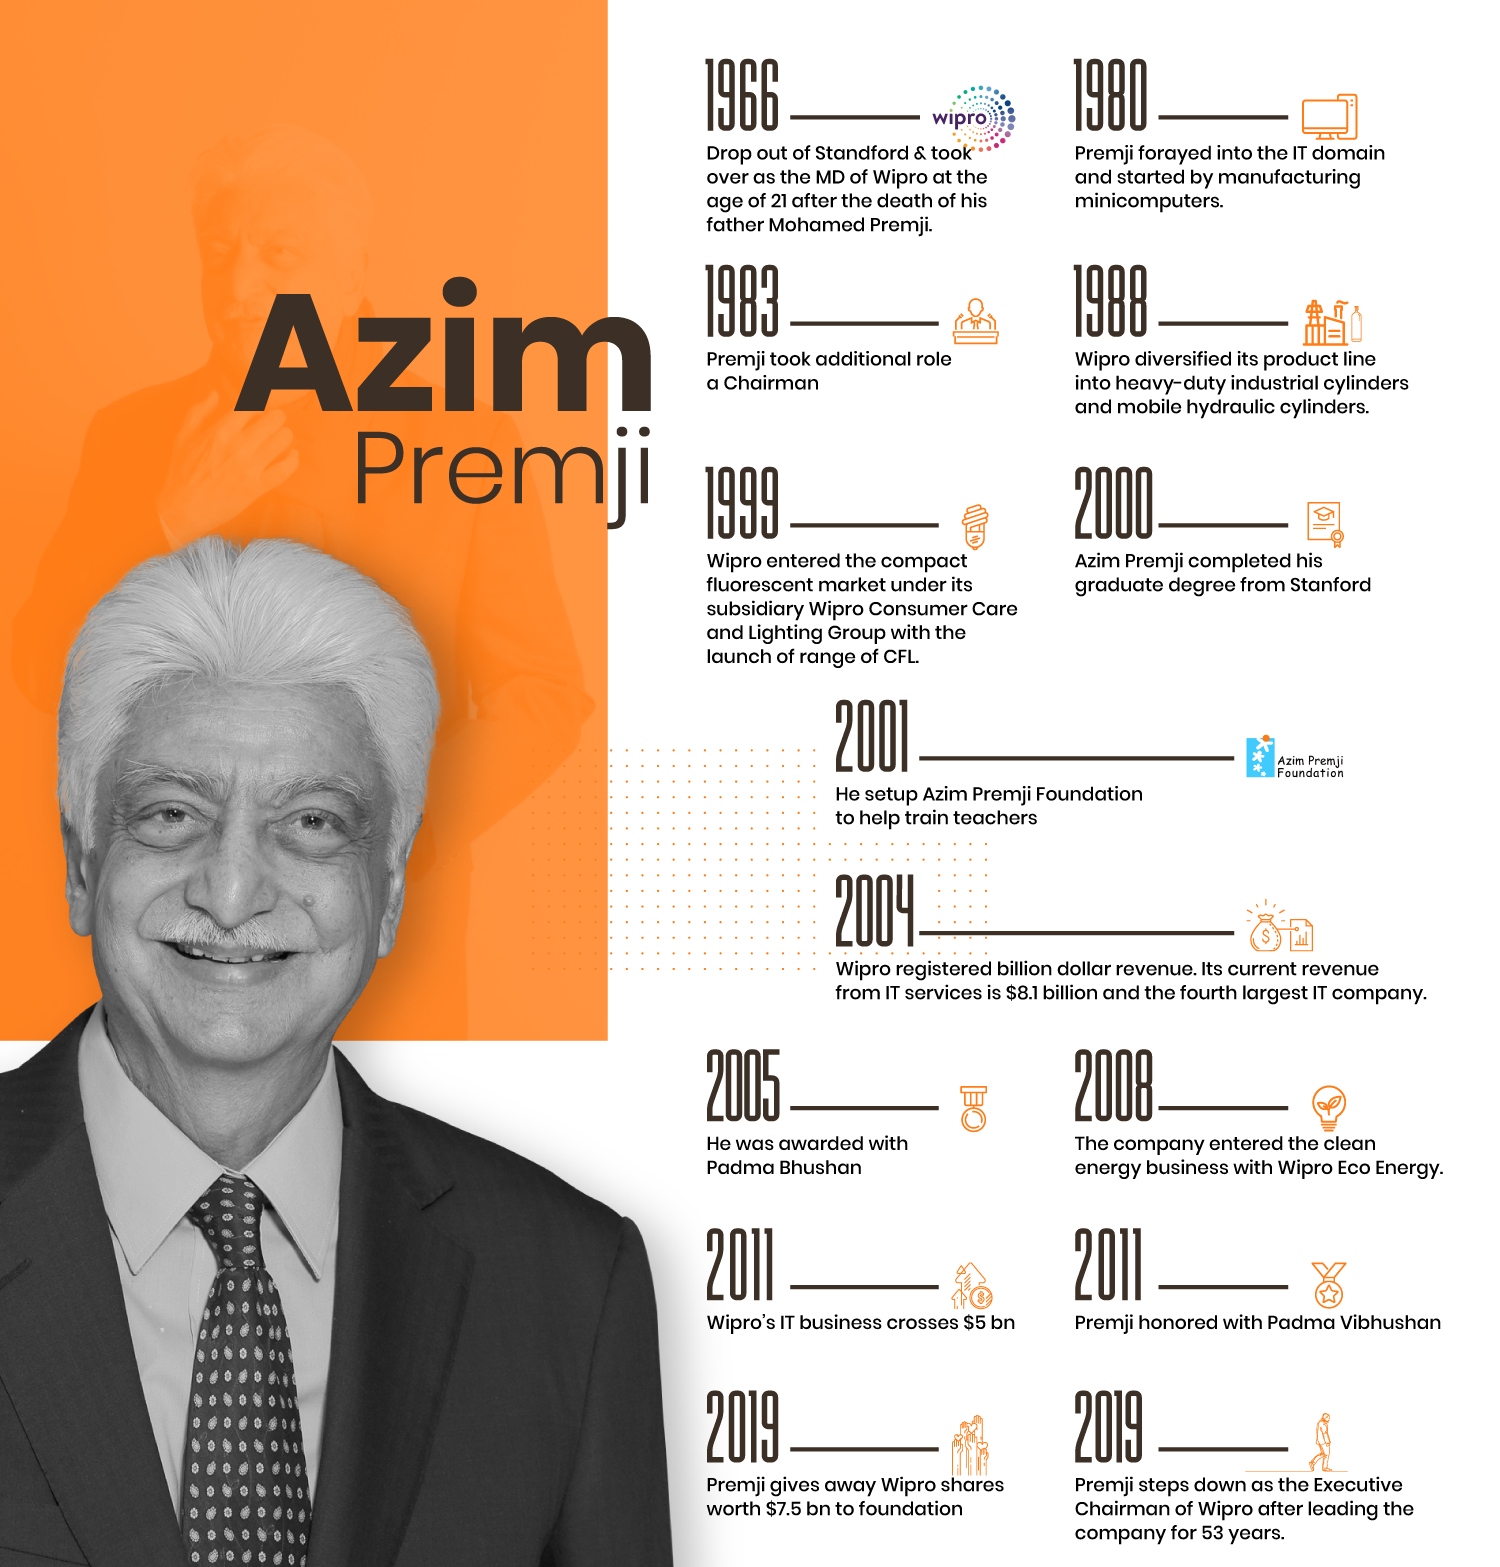 Azim
Premji
1966
wipro
Drop out of Standford & took
over as the MD of Wipro at the
age of 21 after the death of his
father Mohamed Premji.
1980
Premji forayed into the IT domain
and started by manufacturing
minicomputers.
1983
Premji took additional role
a Chairman
1988
Wipro diversified its product line
into heavy-duty industrial cylinders
and mobile hydraulic cylinders.
1999
Wipro entered the compact
fluorescent market under its
subsidiary Wipro Consumer Care
and Lighting Group with the
launch of range of CFL.
2000
Azim Premji completed his
graduate degree from Stanford
2001
Azim Premji
Foundation
He setup Azim Premji Foundation
to help train teachers
2004
Wipro registered billion dollar revenue. Its current revenue
from IT services is $8.1 billion and the fourth largest IT company.
2005
He was awarded with
Padma Bhushan
2008
The company entered the clean
energy business with Wipro Eco Energy.
2011
Wipro's IT business crosses $5 bn
2011
Premji honored with Padma Vibhushan
2019
Premji gives away Wipro shares
worth $7.5 bn to foundation
2019
Premji steps down as the Executive
Chairman of Wipro after leading the
company for 53 years.